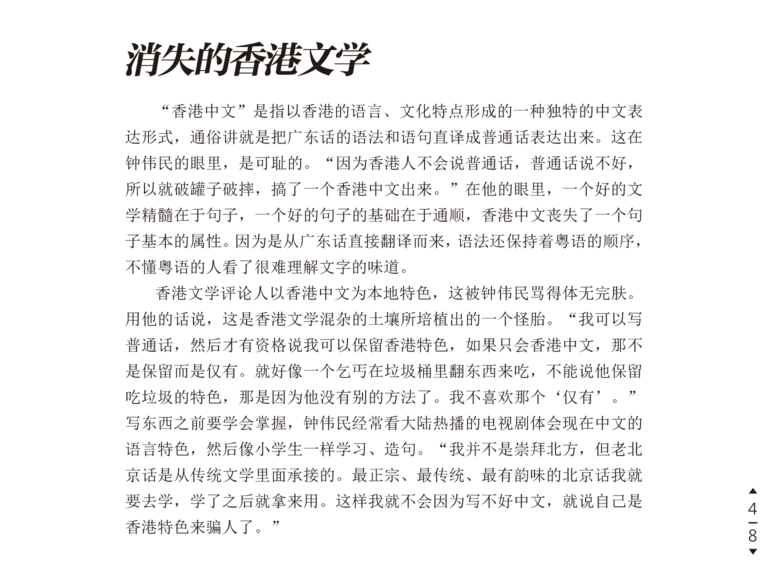 消失的香港文学
“香港中文”是指以香港的语言、文化特点形成的一种独特的中文表
达形式，通俗讲就是把广东话的语法和语句直译成普通话表达出来。这在
钟伟民的眼里，是可耻的。“因为香港人不会说普通话，普通话说不好，
所以就破罐子破摔，搞了一个香港中文出来。”在他的眼里，一个好的文
学精髓在于句子，一个好的句子的基础在于通顺，香港中文丧失了一个句
子基本的属性。因为是从广东话直接翻译而来，语法还保持着粤语的顺序，
不懂粤语的人看了很难理解文字的味道。
香港文学评论人以香港中文为本地特色，这被钟伟民骂得体无完肤。
用他的话说，这是香港文学混杂的土壤所培植出的一个怪胎。“我可以写
普通话，然后才有资格说我可以保留香港特色，如果只会香港中文，那不
是保留而是仅有。就好像一个乞丐在垃圾桶里翻东西来吃，不能说他保留
吃垃圾的特色，那是因为他没有别的方法了。我不喜欢那个‘仅有’。”
写东西之前要学会掌握，钟伟民经常看大陆热播的电视剧体会现在中文的
语言特色，然后像小学生一样学习、造句。“我并不是崇拜北方，但老北
京话是从传统文学里面承接的。最正宗、最传统、最有韵味的北京话我就
要去学，学了之后就拿来用。这样我就不会因为写不好中文，就说自己是
香港特色来骗人了。”
4
8